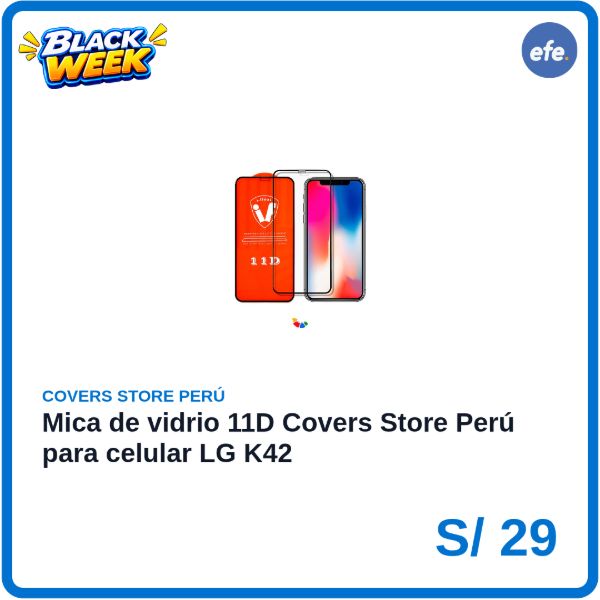 BLACK
WEEK
efe.
11D
COVERS STORE PERÚ
Mica de vidrio 11D Covers Store Perú
para celular LG K42
S/ 29